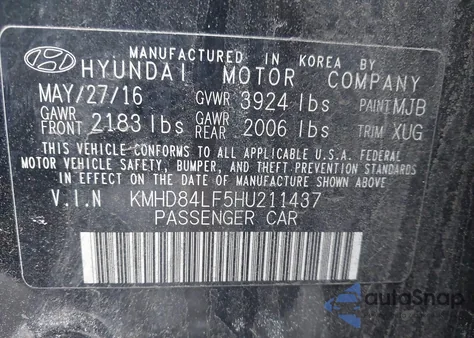 MANUFACTURED IN KOREA BY
HYUNDAI MOTOR COMPANY
MAY/27/16 GVWR 3924 lbs PAINT MJB
GAWR FRONT 2183 lbs GAWR REAR 2006 lbs TRIM XUG
THIS VEHICLE CONFORMS TO ALL APPLICABLE U.S.A. FEDERAL
MOTOR VEHICLE SAFETY, BUMPER, AND THEFT PREVENTION STANDARDS
IN EFFECT ON THE DATE OF MANUFACTURE SHOWN ABOVE.
V.I.N KMHD84LF5HU211437
PASSENGER CAR
autoSnap